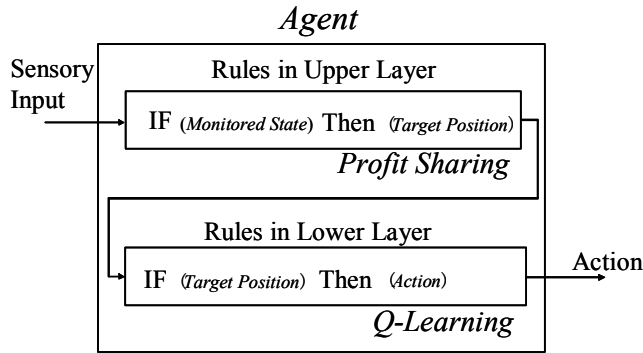 Agent
Sensory
Input
Rules in Upper Layer
IF (Monitored State) Then (Target Position)
Profit Sharing
Rules in Lower Layer
IF (Target Position) Then (Action)
Action
Q-Learning